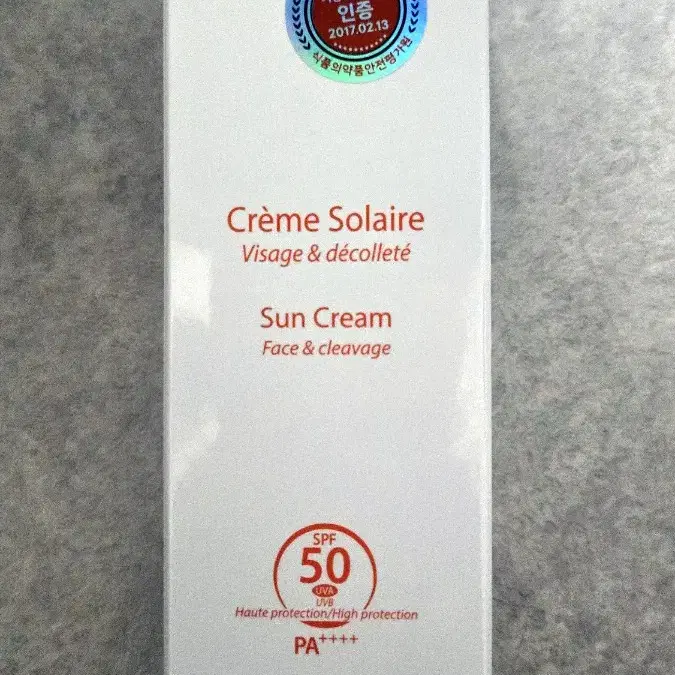 인증
2017.02.13
식품의약품안전평가원
Crème Solaire
Visage & décolleté
Sun Cream
Face & cleavage
SPF
50
UVA
UVB
Haute protection/High protection
PA++++